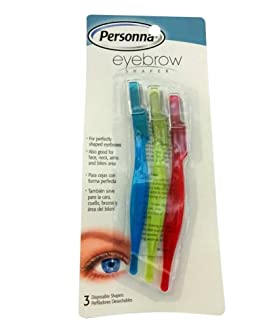 Personna®
eyebrow
SHAPER
• For perfectly
shaped eyebrows
• Also good for
face, neck, arms
and bikini area
• Para cejas con
forma perfecta
• También sirve
para la cara,
cuello, brazos y
área del bikini
3 Disposable Shapers
Perfiladores Desechables